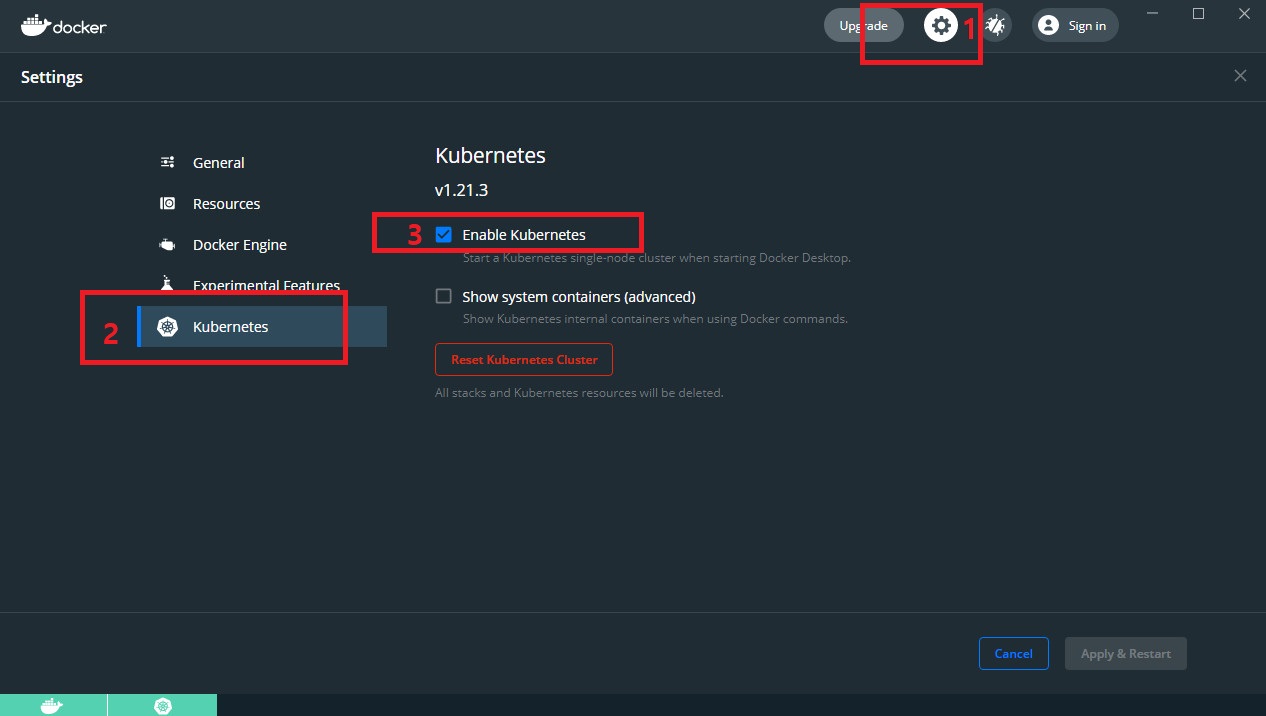 docker
Upgrade
1
Sign in
Settings
General
Resources
Docker Engine
Experimental Features
2
Kubernetes
Kubernetes
v1.21.3
3
Enable Kubernetes
Start a Kubernetes single-node cluster when starting Docker Desktop.
Show system containers (advanced)
Show Kubernetes internal containers when using Docker commands.
Reset Kubernetes Cluster
All stacks and Kubernetes resources will be deleted.
Cancel
Apply & Restart